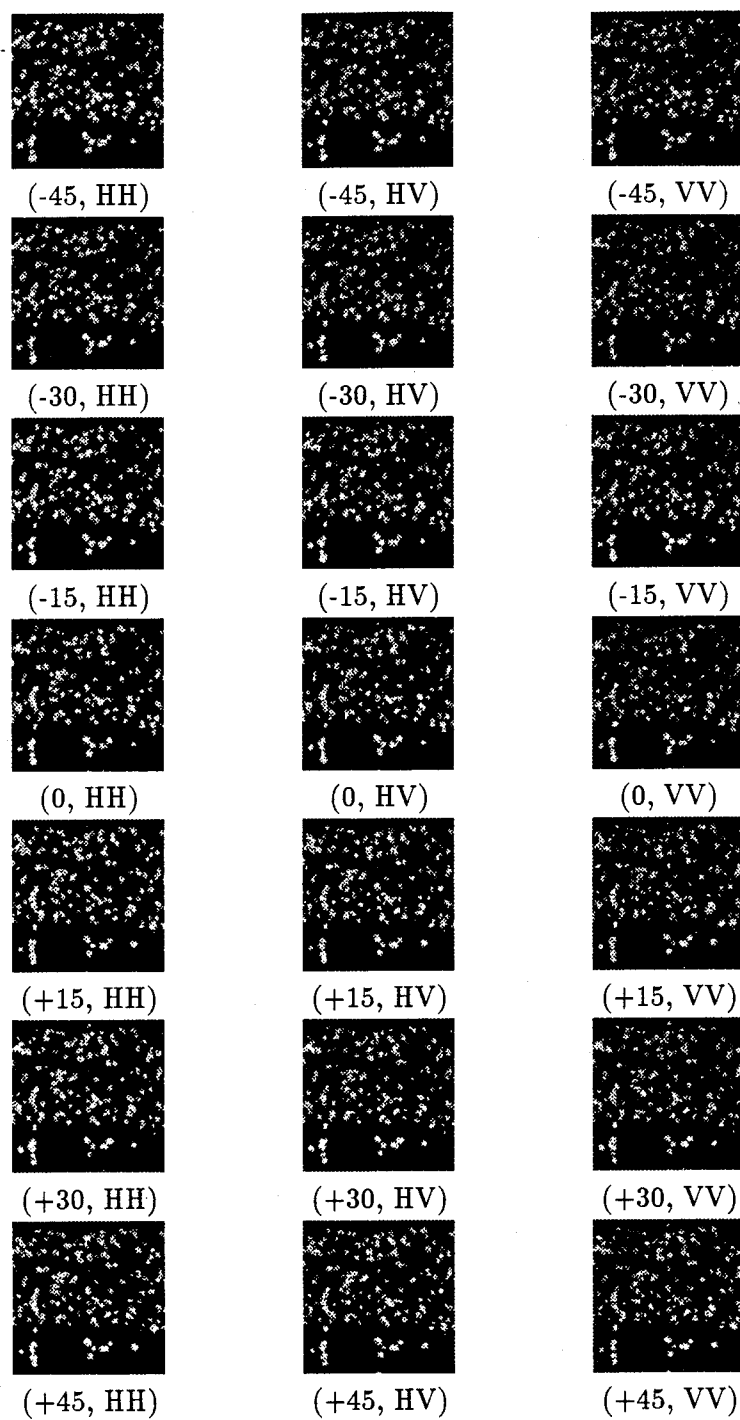 (-45, HH) (-45, HV) (-45, VV)
(-30, HH) (-30, HV) (-30, VV)
(-15, HH) (-15, HV) (-15, VV)
(0, HH) (0, HV) (0, VV)
(+15, HH) (+15, HV) (+15, VV)
(+30, HH) (+30, HV) (+30, VV)
(+45, HH) (+45, HV) (+45, VV)